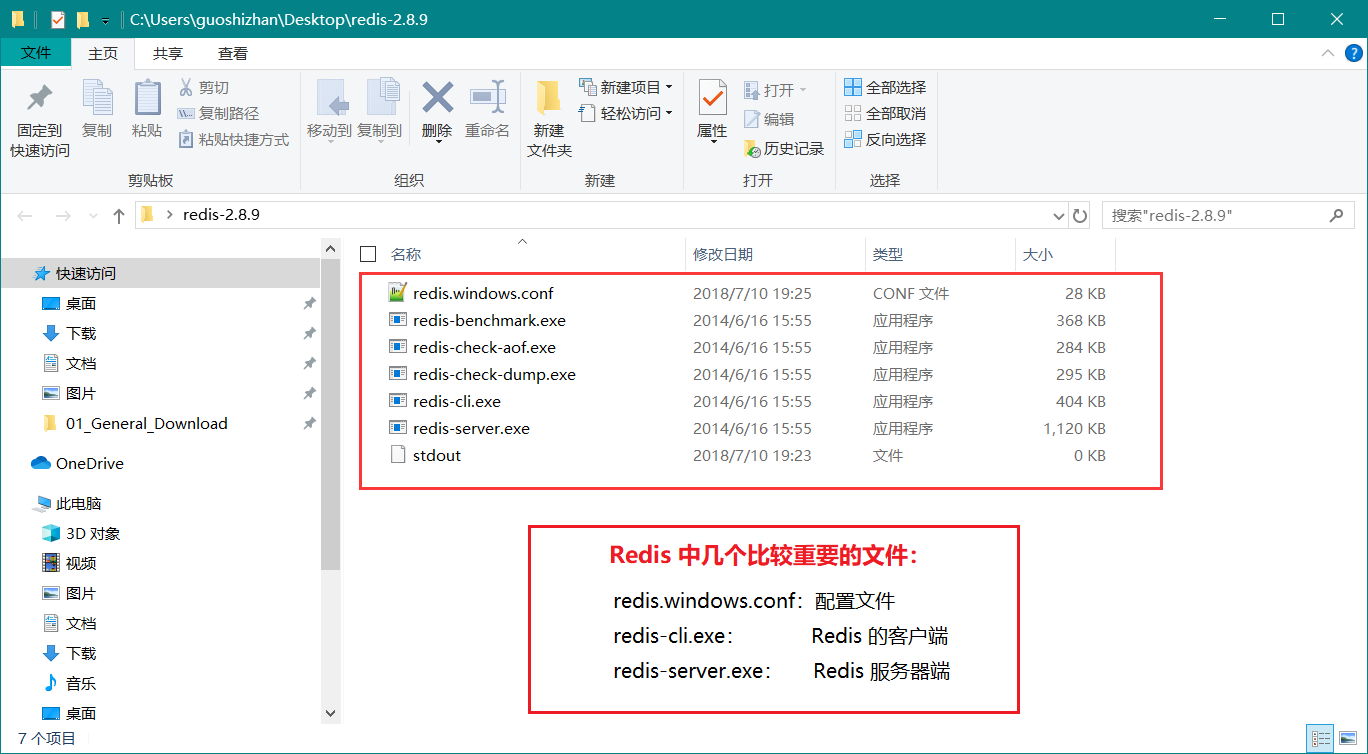 C:\Users\guoshizhan\Desktop\redis-2.8.9
文件 主页 共享 查看
固定到
快速访问
复制
粘贴
剪切
复制路径
粘贴快捷方式
剪贴板
移动到 复制到 删除 重命名
组织
新建
文件夹
新建项目
轻松访问
新建
属性
打开
编辑
历史记录
打开
全部选择
全部取消
反向选择
选择
redis-2.8.9
搜索"redis-2.8.9"
快速访问
桌面
下载
文档
图片
01_General_Download
OneDrive
此电脑
3D 对象
视频
图片
文档
下载
音乐
桌面
名称 修改日期 类型 大小
redis.windows.conf 2018/7/10 19:25 CONF 文件 28 KB
redis-benchmark.exe 2014/6/16 15:55 应用程序 368 KB
redis-check-aof.exe 2014/6/16 15:55 应用程序 284 KB
redis-check-dump.exe 2014/6/16 15:55 应用程序 295 KB
redis-cli.exe 2014/6/16 15:55 应用程序 404 KB
redis-server.exe 2014/6/16 15:55 应用程序 1,120 KB
stdout 2018/7/10 19:23 文件 0 KB
Redis 中几个比较重要的文件：
redis.windows.conf：配置文件
redis-cli.exe： Redis 的客户端
redis-server.exe： Redis 服务器端
7 个项目